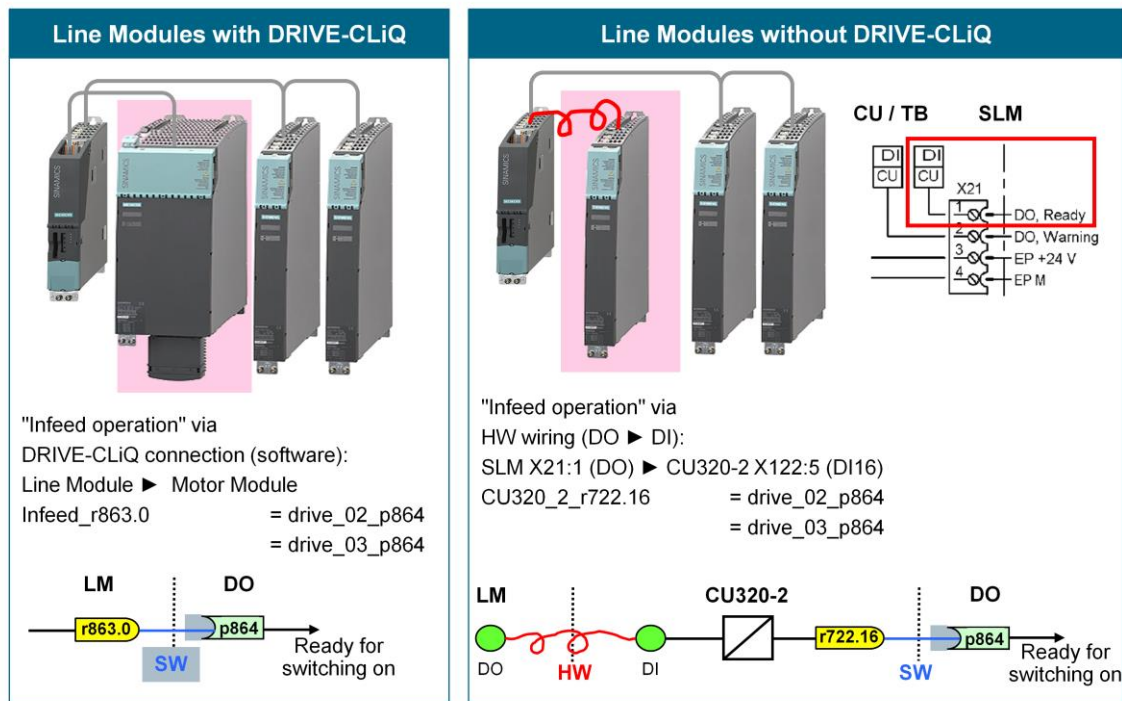 Line Modules with DRIVE-CLiQ
SINAMICS
"Infeed operation" via
DRIVE-CLiQ connection (software):
Line Module ► Motor Module
Infeed_r863.0 = drive_02_p864
= drive_03_p864
LM DO
r863.0 p864
SW
Ready for
switching on
Line Modules without DRIVE-CLiQ
SINAMICS
CU / TB SLM
DI DI
CU CU
X21
1 DO, Ready
2 DO, Warning
3 EP +24 V
4 EP M
"Infeed operation" via
HW wiring (DO ► DI):
SLM X21:1 (DO) ► CU320-2 X122:5 (DI16)
CU320_2_r722.16 = drive_02_p864
= drive_03_p864
LM CU320-2 DO
r722.16 p864
DO HW DI SW
Ready for
switching on